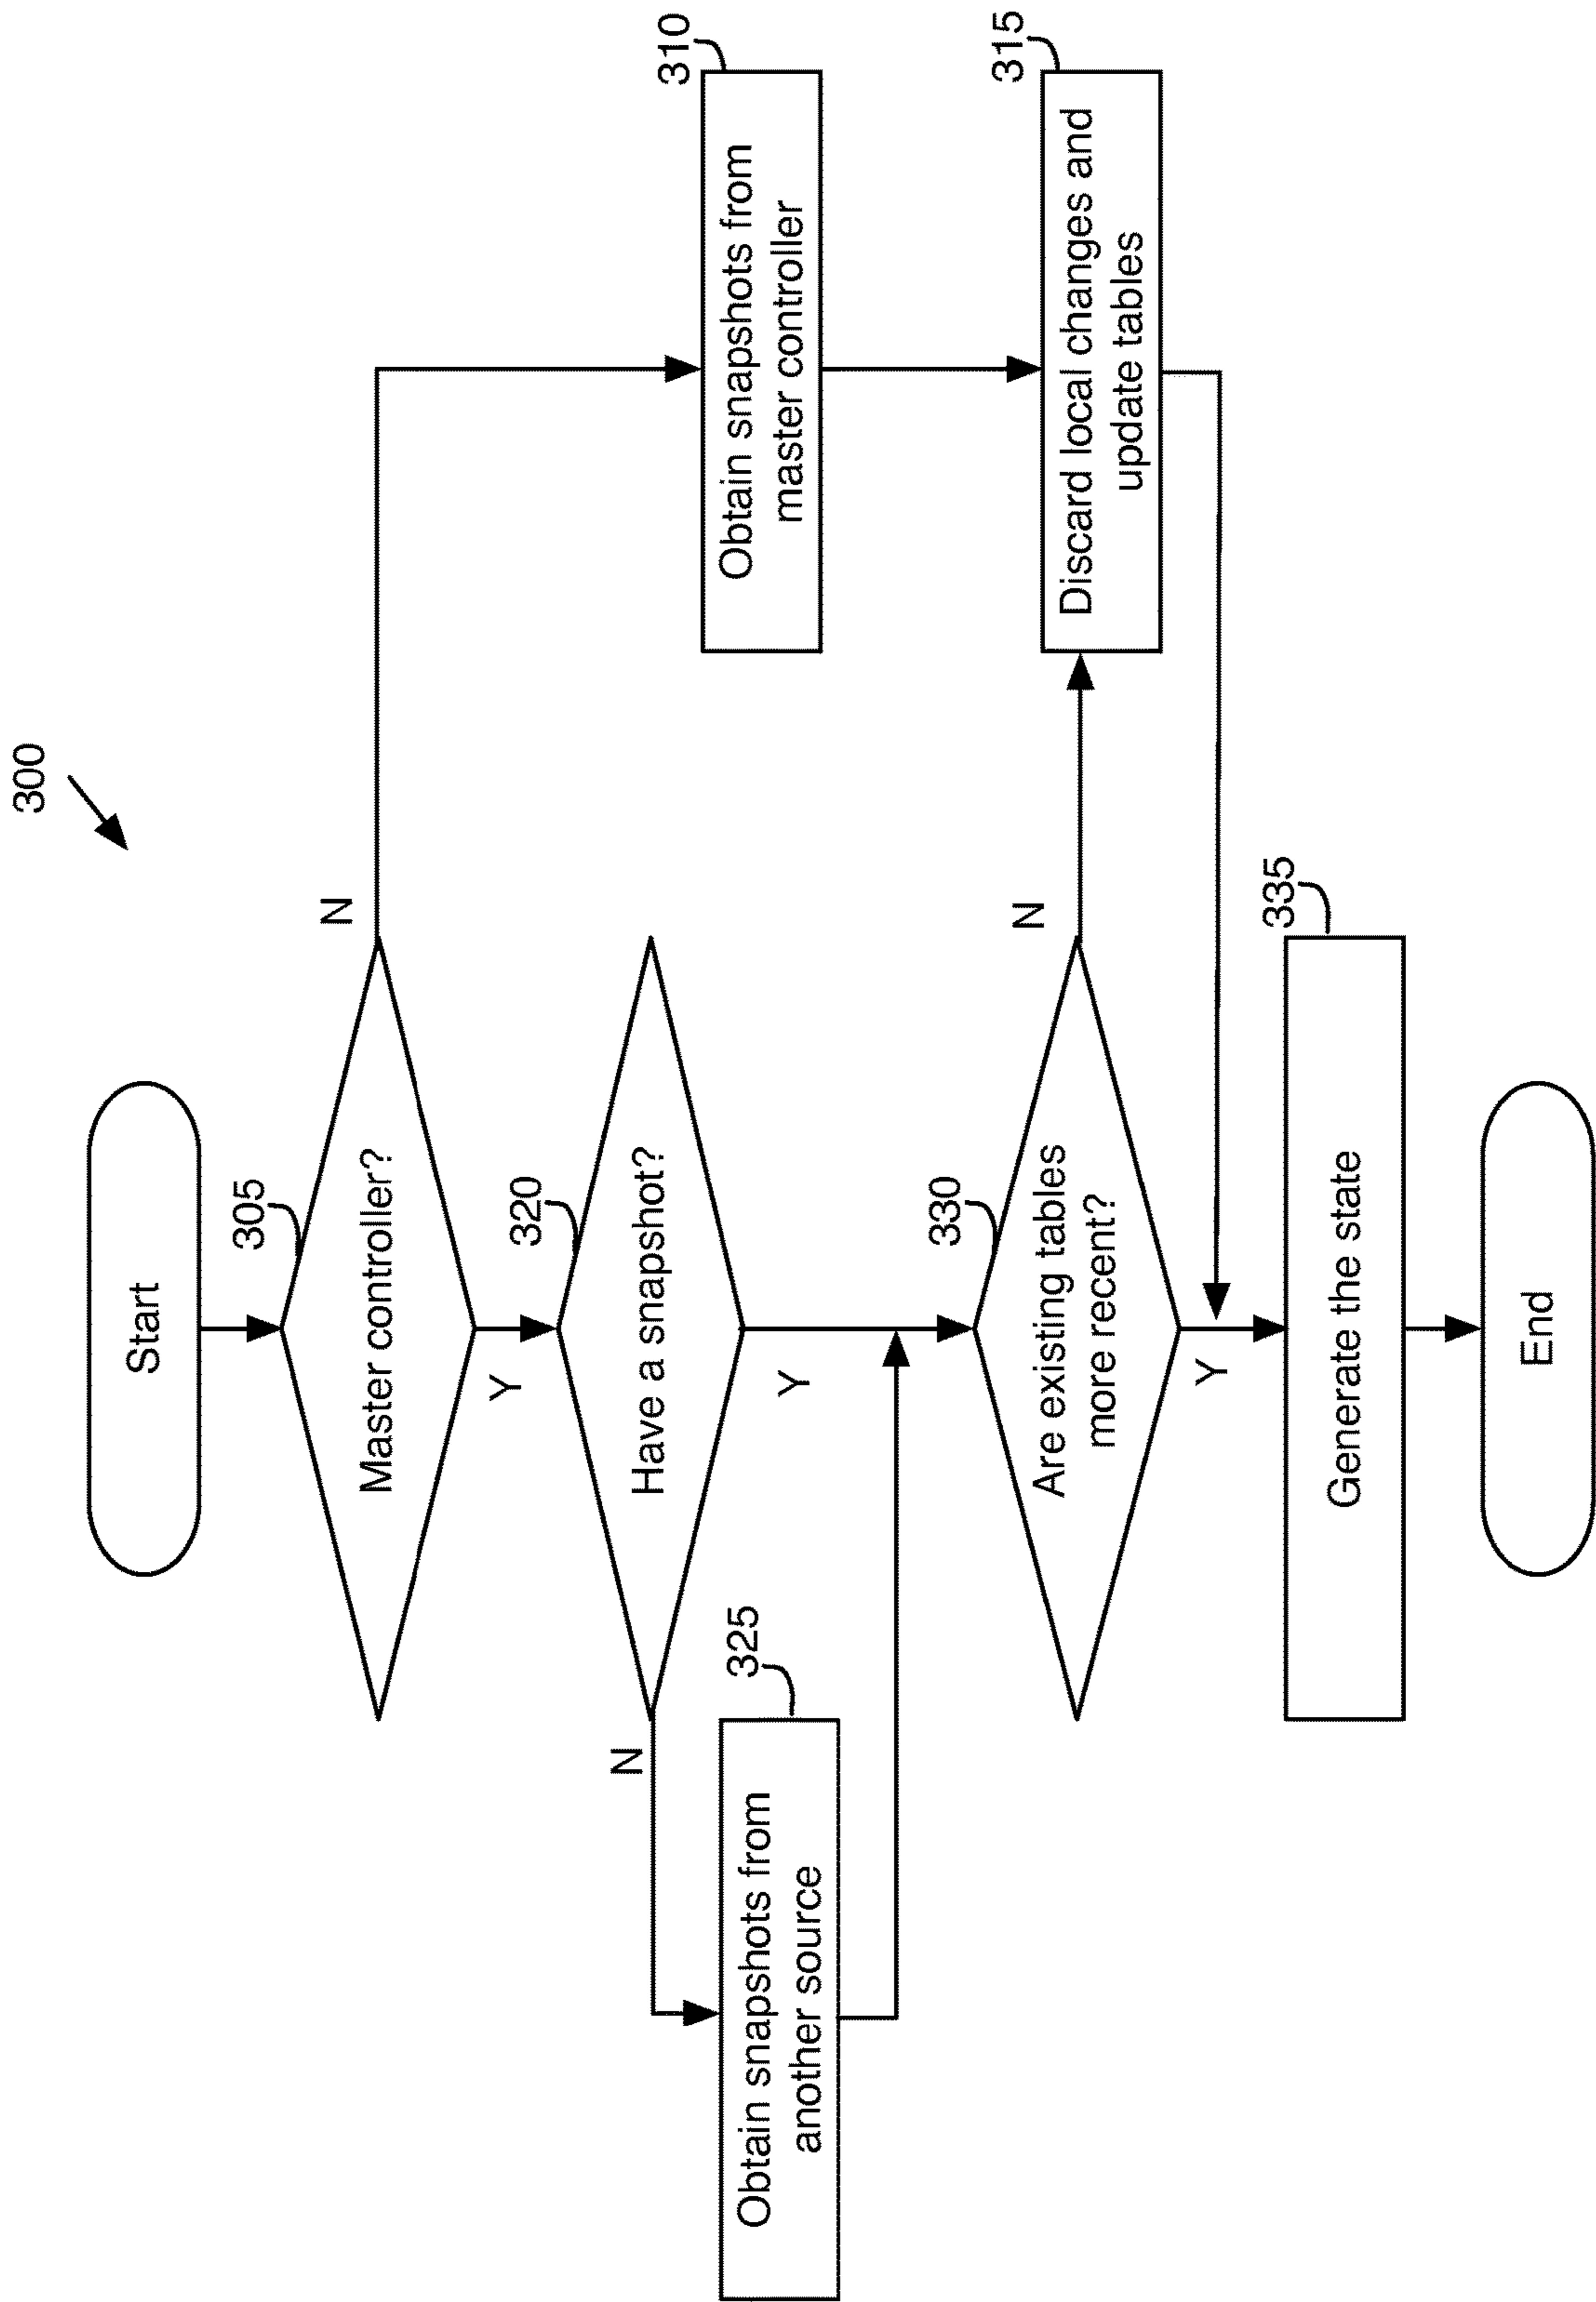 300
Start
305
Master controller?
N
Y
320
Have a snapshot?
N
Y
310
Obtain snapshots from
master controller
325
Obtain snapshots from
another source
330
Are existing tables
more recent?
N
Y
315
Discard local changes and
update tables
335
Generate the state
End